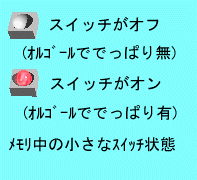 スイッチがオフ
(ｵﾙｺﾞｰﾙででっぱり無)
スイッチがオン
(ｵﾙｺﾞｰﾙででっぱり有)
ﾒﾓﾘ中の小さなｽｲｯﾁ状態